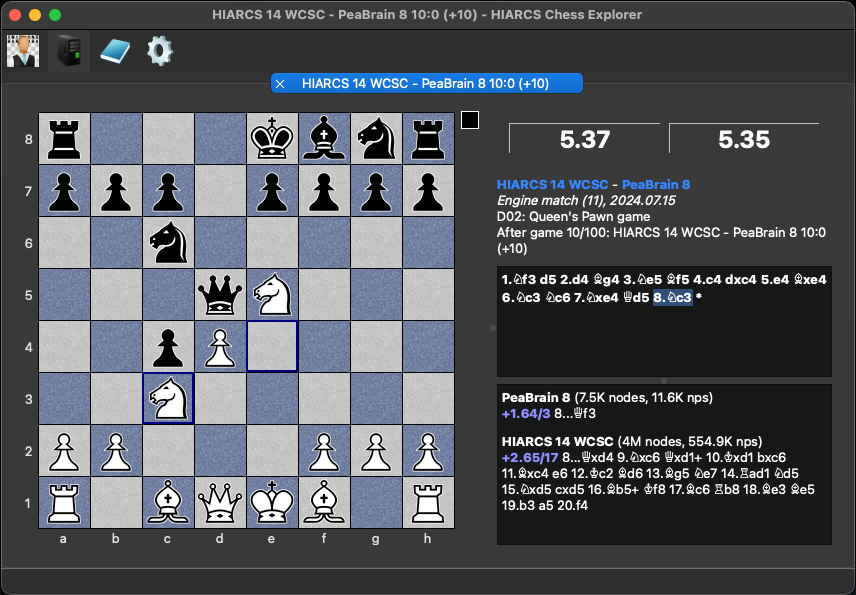 HIARCS 14 WCSC - PeaBrain 8 10:0 (+10) - HIARCS Chess Explorer
× HIARCS 14 WCSC - PeaBrain 8 10:0 (+10)
8
7
6
5
4
3
2
1
a b c d e f g h
5.37 5.35
HIARCS 14 WCSC - PeaBrain 8
Engine match (11), 2024.07.15
D02: Queen's Pawn game
After game 10/100: HIARCS 14 WCSC - PeaBrain 8 10:0
(+10)
1.♘f3 d5 2.d4 ♗g4 3.♘e5 ♗f5 4.c4 dxc4 5.e4 ♗xe4
6.♘c3 ♘c6 7.♘xe4 ♕d5 8.♘c3 *
PeaBrain 8 (7.5K nodes, 11.6K nps)
+1.64/3 8...♕f3
HIARCS 14 WCSC (4M nodes, 554.9K nps)
+2.65/17 8...♕xd4 9.♘xc6 ♕xd1+ 10.♔xd1 bxc6
11.♗xc4 e6 12.♔c2 ♗d6 13.♗g5 ♘e7 14.♖ad1 ♘d5
15.♘xd5 cxd5 16.♗b5+ ♔f8 17.♗c6 ♖b8 18.♗e3 ♗e5
19.b3 a5 20.f4